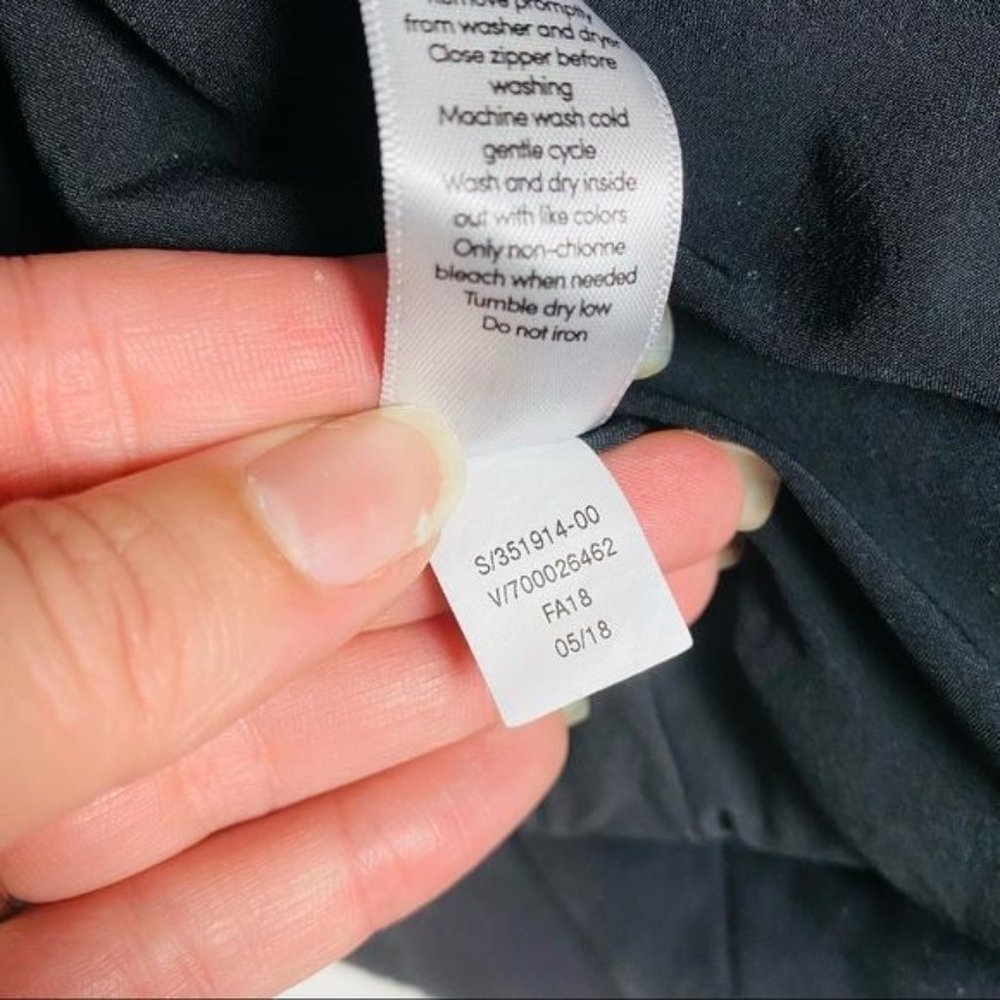 Remove promptly
from washer and dryer
Close zipper before
washing
Machine wash cold
gentle cycle
Wash and dry inside
out with like colors
Only non-chlorine
bleach when needed
Tumble dry low
Do not iron
S/351914-00
V/700026462
FA18
05/18